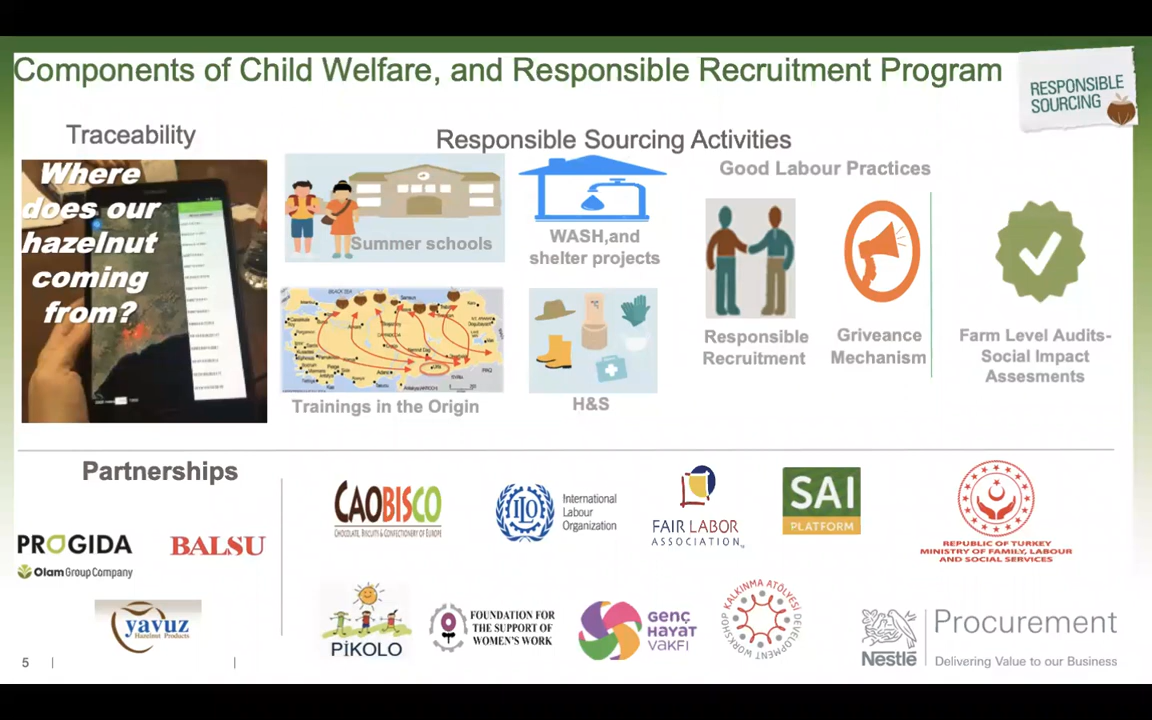 Components of Child Welfare, and Responsible Recruitment Program
RESPONSIBLE
SOURCING
Traceability
Where
does our
hazelnut
coming
from?
Responsible Sourcing Activities
Summer schools
WASH,and
shelter projects
Trainings in the Origin
H&S
Good Labour Practices
Responsible
Recruitment
Griveance
Mechanism
Farm Level Audits-
Social Impact
Assesments
Partnerships
PROGIDA
Olam Group Company
BALSU
yavuz
Hazelnut Products
CAOBISCO
CHOCOLATE, BISCUITS & CONFECTIONERY OF EUROPE
International
Labour
Organization
FAIR LABOR
ASSOCIATION
SAI
PLATFORM
REPUBLIC OF TURKEY
MINISTRY OF FAMILY, LABOUR
AND SOCIAL SERVICES
PİKOLO
FOUNDATION FOR
THE SUPPORT OF
WOMEN'S WORK
GENÇ
HAYAT
VAKFI
KALKINMA ATÖLYESİ
DEVELOPMENT WORKSHOP
Nestlé
Procurement
Delivering Value to our Business
5